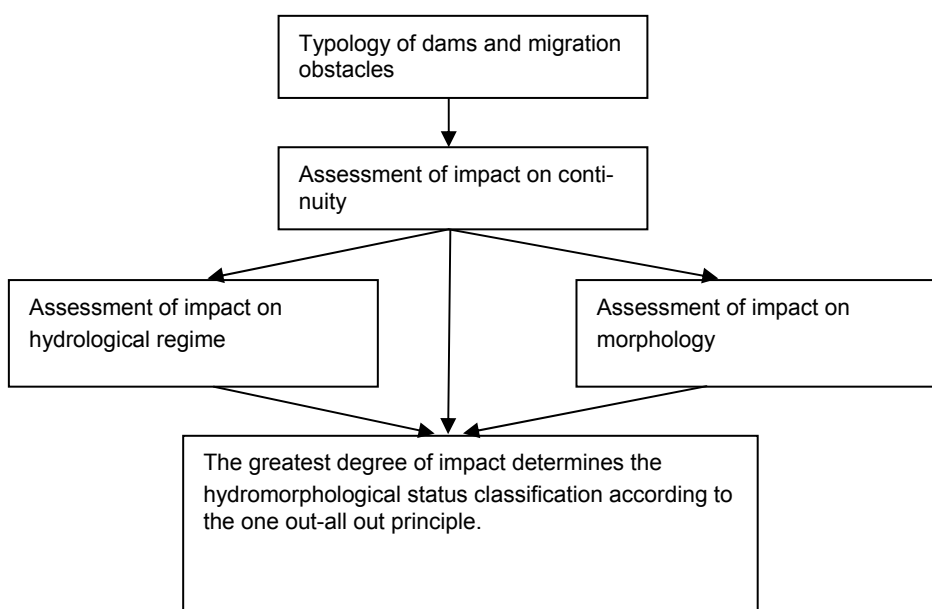 Typology of dams and migration
obstacles
Assessment of impact on conti-
nuity
Assessment of impact on
hydrological regime
Assessment of impact on
morphology
The greatest degree of impact determines the
hydromorphological status classification according to
the one out-all out principle.